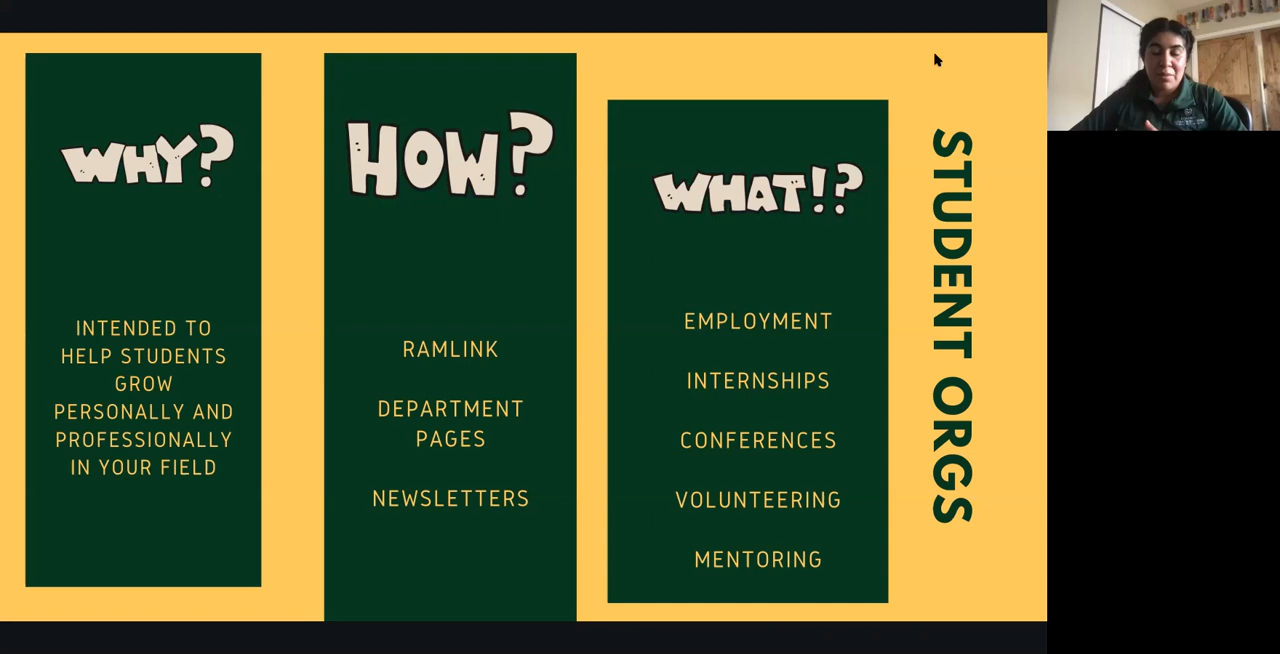 WHY?
INTENDED TO
HELP STUDENTS
GROW
PERSONALLY AND
PROFESSIONALLY
IN YOUR FIELD
HOW?
RAMLINK
DEPARTMENT
PAGES
NEWSLETTERS
WHAT!?
EMPLOYMENT
INTERNSHIPS
CONFERENCES
VOLUNTEERING
MENTORING
STUDENT ORGS